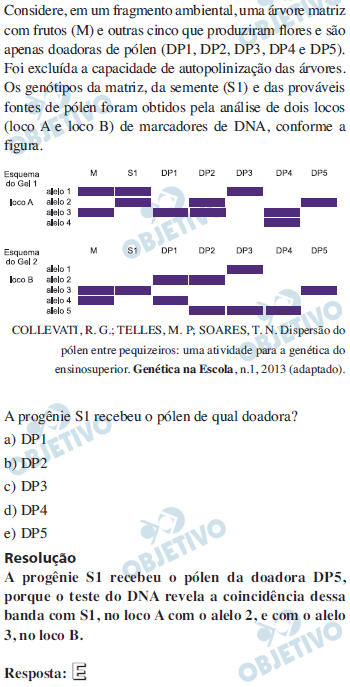 Considere, em um fragmento ambiental, uma árvore matriz
com frutos (M) e outras cinco que produziram flores e são
apenas doadoras de pólen (DP1, DP2, DP3, DP4 e DP5).
Foi excluída a capacidade de autopolinização das árvores.
Os genótipos da matriz, da semente (S1) e das prováveis
fontes de pólen foram obtidos pela análise de dois locos
(loco A e loco B) de marcadores de DNA, conforme a
figura.
Esquema do Gel 1 M S1 DP1 DP2 DP3 DP4 DP5
alelo 1
loco A alelo 2
alelo 3
alelo 4
Esquema do Gel 2 M S1 DP1 DP2 DP3 DP4 DP5
alelo 1
loco B alelo 2
alelo 3
alelo 4
alelo 5
COLLEVATI, R. G.; TELLES, M. P; SOARES, T. N. Dispersão do
pólen entre pequizeiros: uma atividade para a genética do
ensinosuperior. Genética na Escola, n.1, 2013 (adaptado).
A progênie S1 recebeu o pólen de qual doadora?
a) DP1
b) DP2
c) DP3
d) DP4
e) DP5
Resolução
A progênie S1 recebeu o pólen da doadora DP5,
porque o teste do DNA revela a coincidência dessa
banda com S1, no loco A com o alelo 2, e com o alelo
3, no loco B.
Resposta: E
OBJETIVO
OBJETIVO
OBJETIVO
OBJETIVO
OBJETIVO
OBJETIVO
OBJETIVO